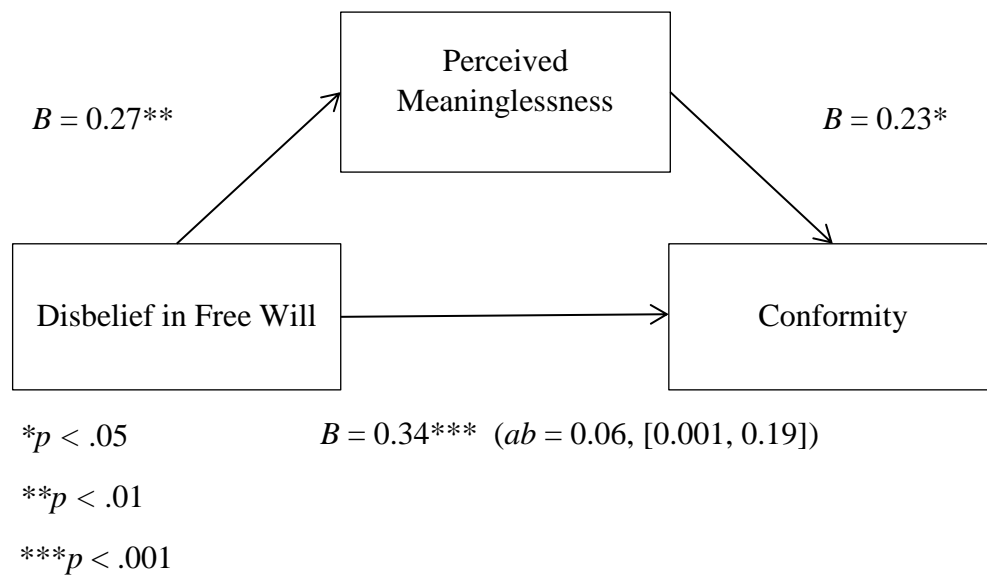 Perceived
Meaninglessness
B = 0.27**
B = 0.23*
Disbelief in Free Will
Conformity
*p < .05
B = 0.34*** (ab = 0.06, [0.001, 0.19])
**p < .01
***p < .001